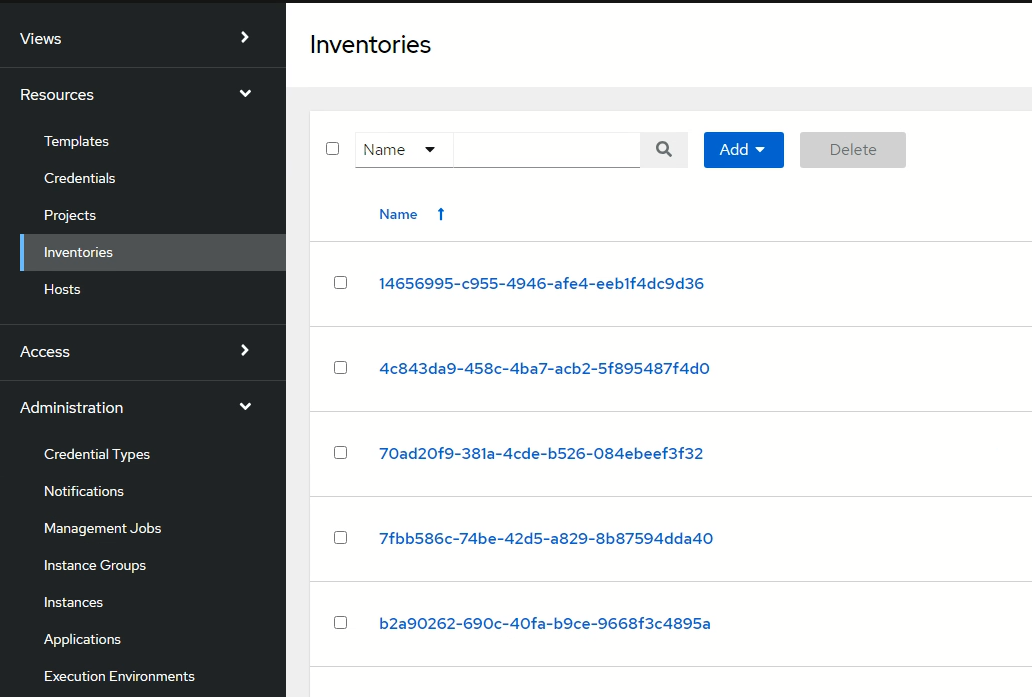 Views
Resources
Templates
Credentials
Projects
Inventories
Hosts
Access
Administration
Credential Types
Notifications
Management Jobs
Instance Groups
Instances
Applications
Execution Environments
Inventories
Name Add Delete
Name
14656995-c955-4946-afe4-eeb1f4dc9d36
4c843da9-458c-4ba7-acb2-5f895487f4d0
70ad20f9-381a-4cde-b526-084ebeef3f32
7fbb586c-74be-42d5-a829-8b87594dda40
b2a90262-690c-40fa-b9ce-9668f3c4895a